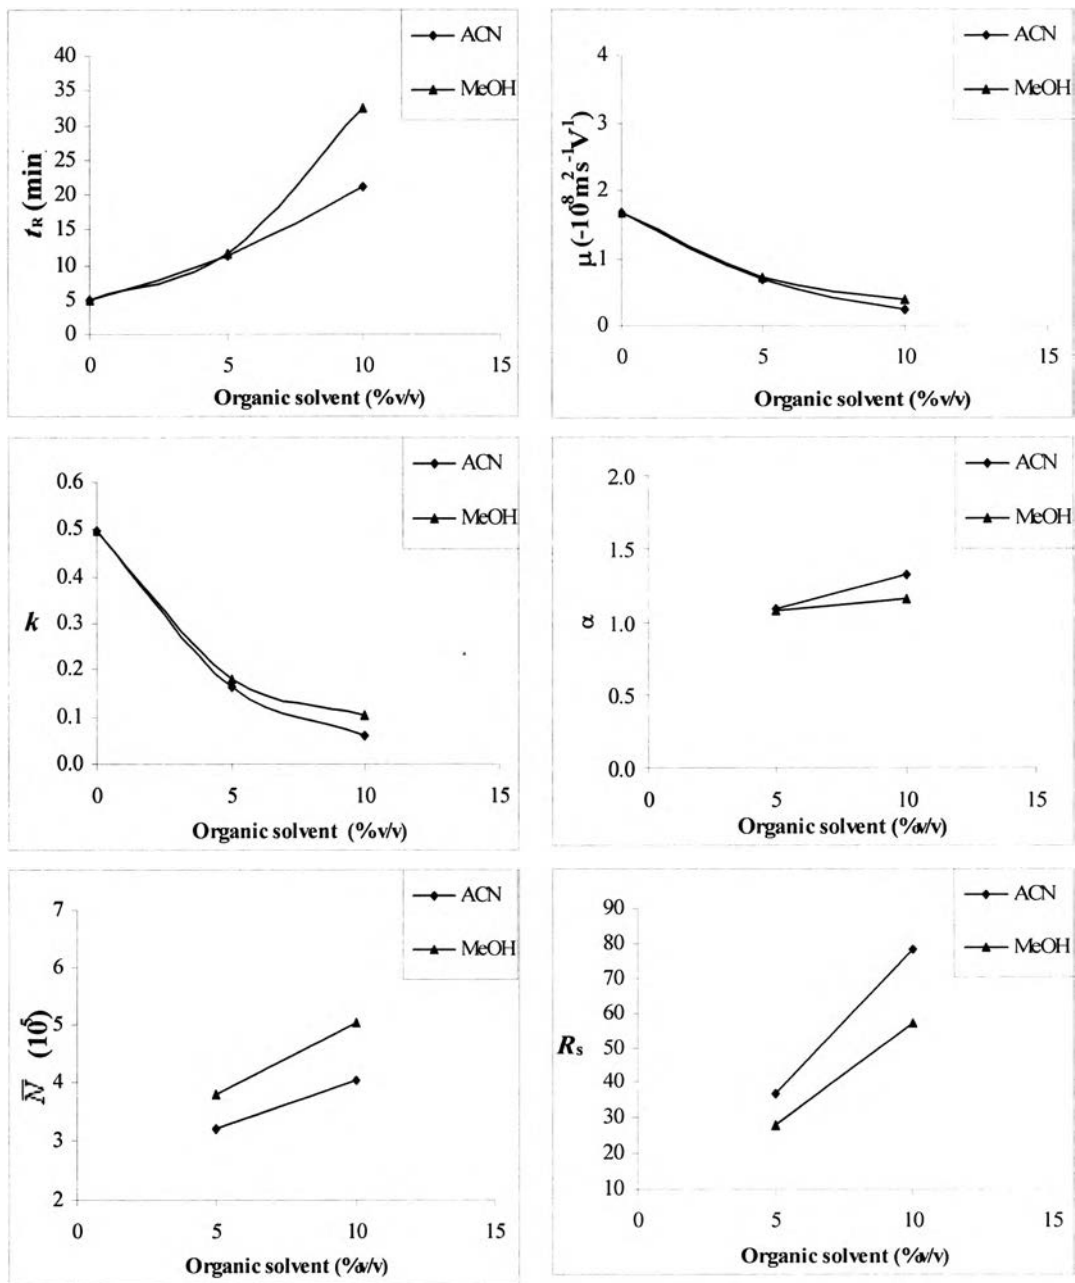 ACN
MeOH
40
35
30
25
20
15
10
5
0
tR (min
0 5 10 15
Organic solvent (%v/v)
ACN
MeOH
4
3
2
1
0
μ (-10⁸ m² s⁻¹ V¹
0 5 10 15
Organic solvent (%v/v)
ACN
MeOH
0.6
0.5
0.4
0.3
0.2
0.1
0.0
k
0 5 10 15
Organic solvent (%v/v)
ACN
MeOH
2.0
1.5
1.0
0.5
0.0
α
0 5 10 15
Organic solvent (%v/v)
ACN
MeOH
7
6
5
4
3
2
N̅ (10⁵
0 5 10 15
Organic solvent (%v/v)
ACN
MeOH
90
80
70
60
50
40
30
20
10
Rs
0 5 10 15
Organic solvent (%v/v)